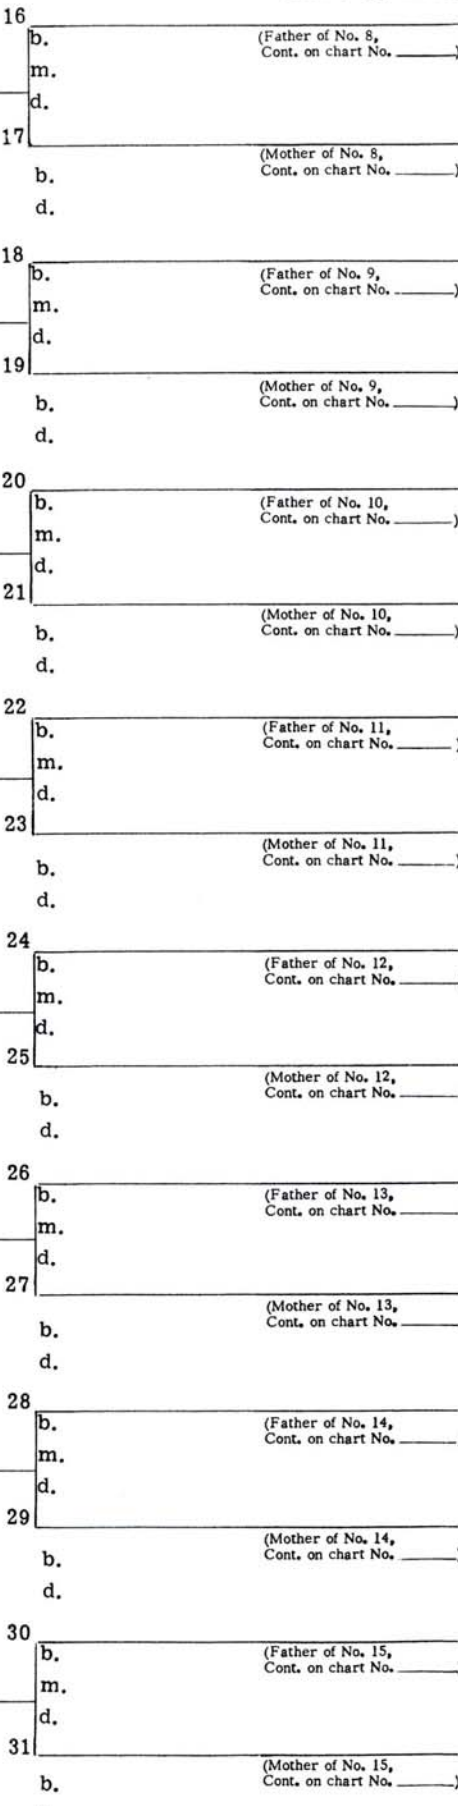 16
b. (Father of No. 8,
m. Cont. on chart No. ______)
d.
17
(Mother of No. 8,
b. Cont. on chart No. ______)
d.
18
b. (Father of No. 9,
Cont. on chart No. ______)
m.
d.
19
(Mother of No. 9,
b. Cont. on chart No. ______)
d.
20
b. (Father of No. 10,
Cont. on chart No. ______)
m.
d.
21
(Mother of No. 10,
b. Cont. on chart No. ______)
d.
22
b. (Father of No. 11,
Cont. on chart No. ______)
m.
d.
23
(Mother of No. 11,
b. Cont. on chart No. ______)
d.
24
b. (Father of No. 12,
Cont. on chart No. ______
m.
d.
25
(Mother of No. 12,
b. Cont. on chart No. ______
d.
26
b. (Father of No. 13,
Cont. on chart No. ______
m.
d.
27
(Mother of No. 13,
b. Cont. on chart No. ______
d.
28
b. (Father of No. 14,
Cont. on chart No. ______
m.
d.
29
(Mother of No. 14,
b. Cont. on chart No. ______)
d.
30
b. (Father of No. 15,
Cont. on chart No. ______
m.
d.
31
(Mother of No. 15,
b. Cont. on chart No. ______)